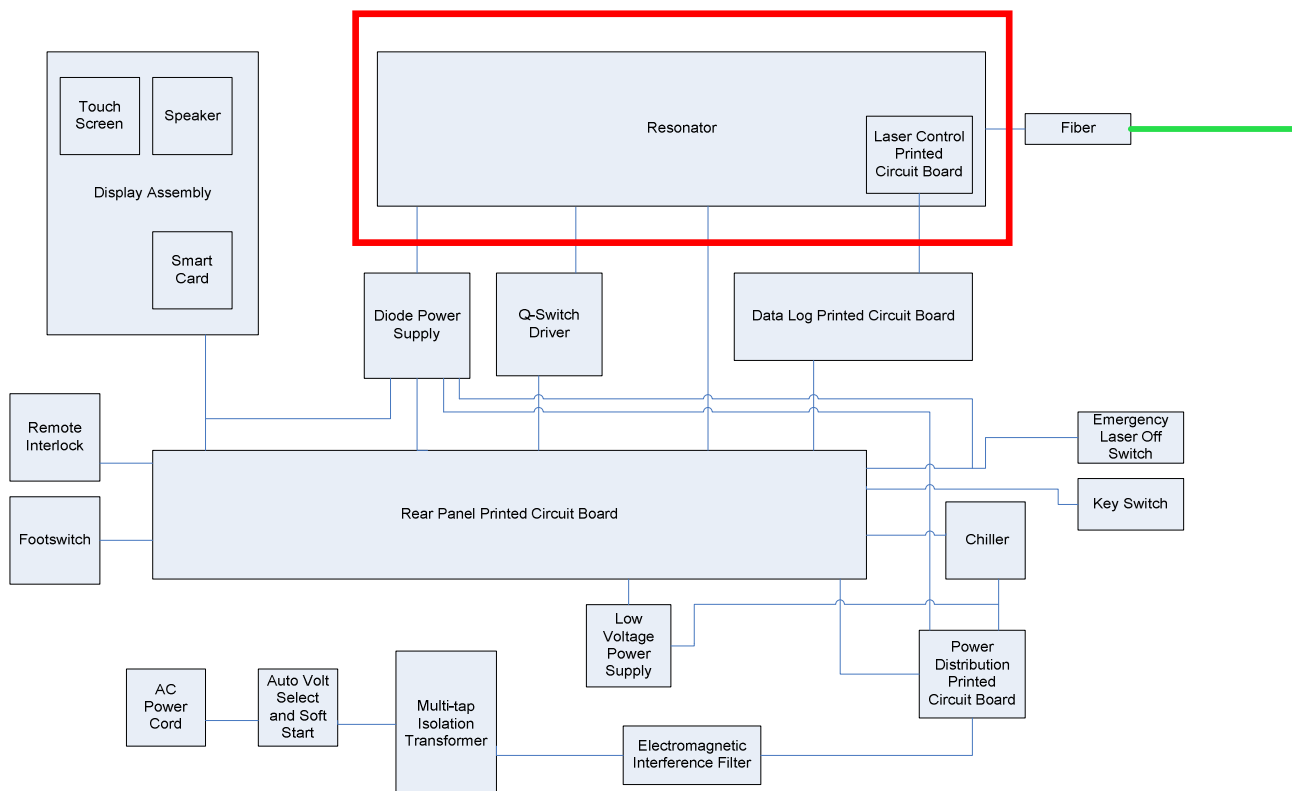 Touch
Screen
Speaker
Display Assembly
Smart
Card
Resonator
Laser Control
Printed
Circuit Board
Fiber
Diode Power
Supply
Q-Switch
Driver
Data Log Printed Circuit Board
Remote
Interlock
Emergency
Laser Off
Switch
Footswitch
Rear Panel Printed Circuit Board
Key Switch
Chiller
Low
Voltage
Power
Supply
Power
Distribution
Printed
Circuit Board
AC
Power
Cord
Auto Volt
Select
and Soft
Start
Multi-tap
Isolation
Transformer
Electromagnetic
Interference Filter